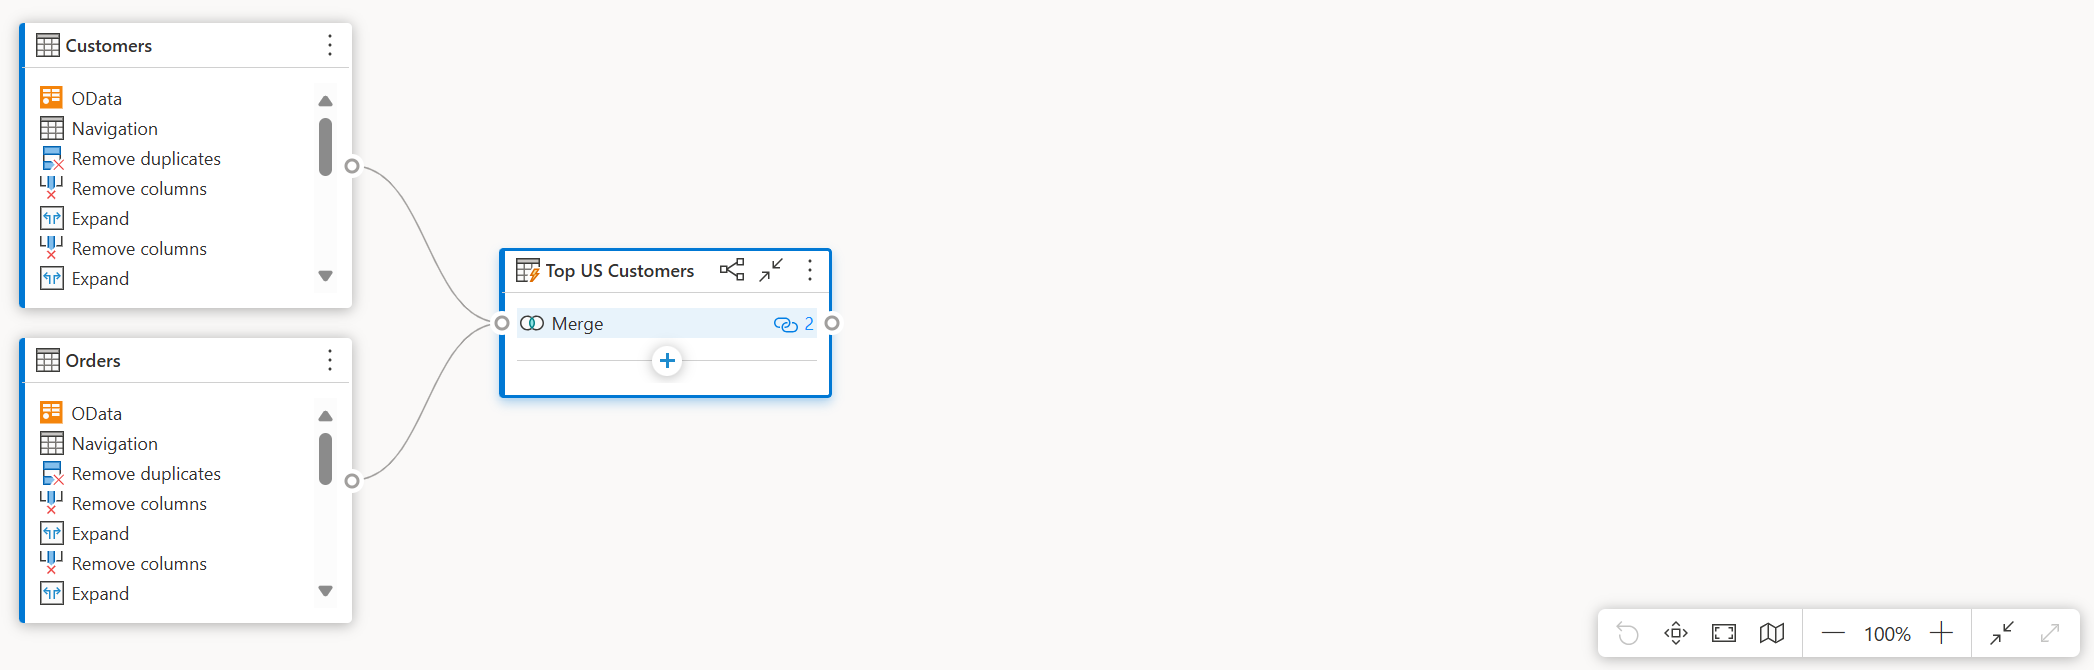 Customers
OData
Navigation
Remove duplicates
Remove columns
Expand
Remove columns
Expand
Orders
OData
Navigation
Remove duplicates
Remove columns
Expand
Remove columns
Expand
Top US Customers
Merge 2
100%